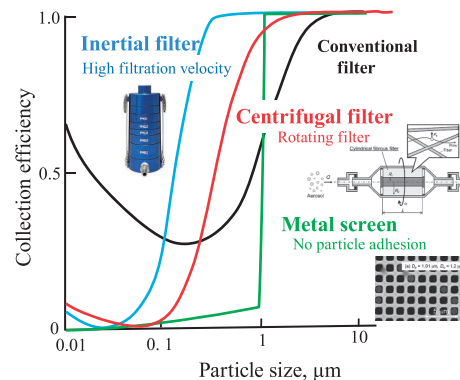 1.0
Inertial filter
High filtration velocity
Conventional
filter
Centrifugal filter
Rotating filter
Cylindrical fibrous filter
Fiber
Aerosol
Q
L
0.5
Metal screen
No particle adhesion
Collection efficiency
0
0.01
0.1
1
10
Particle size, µm